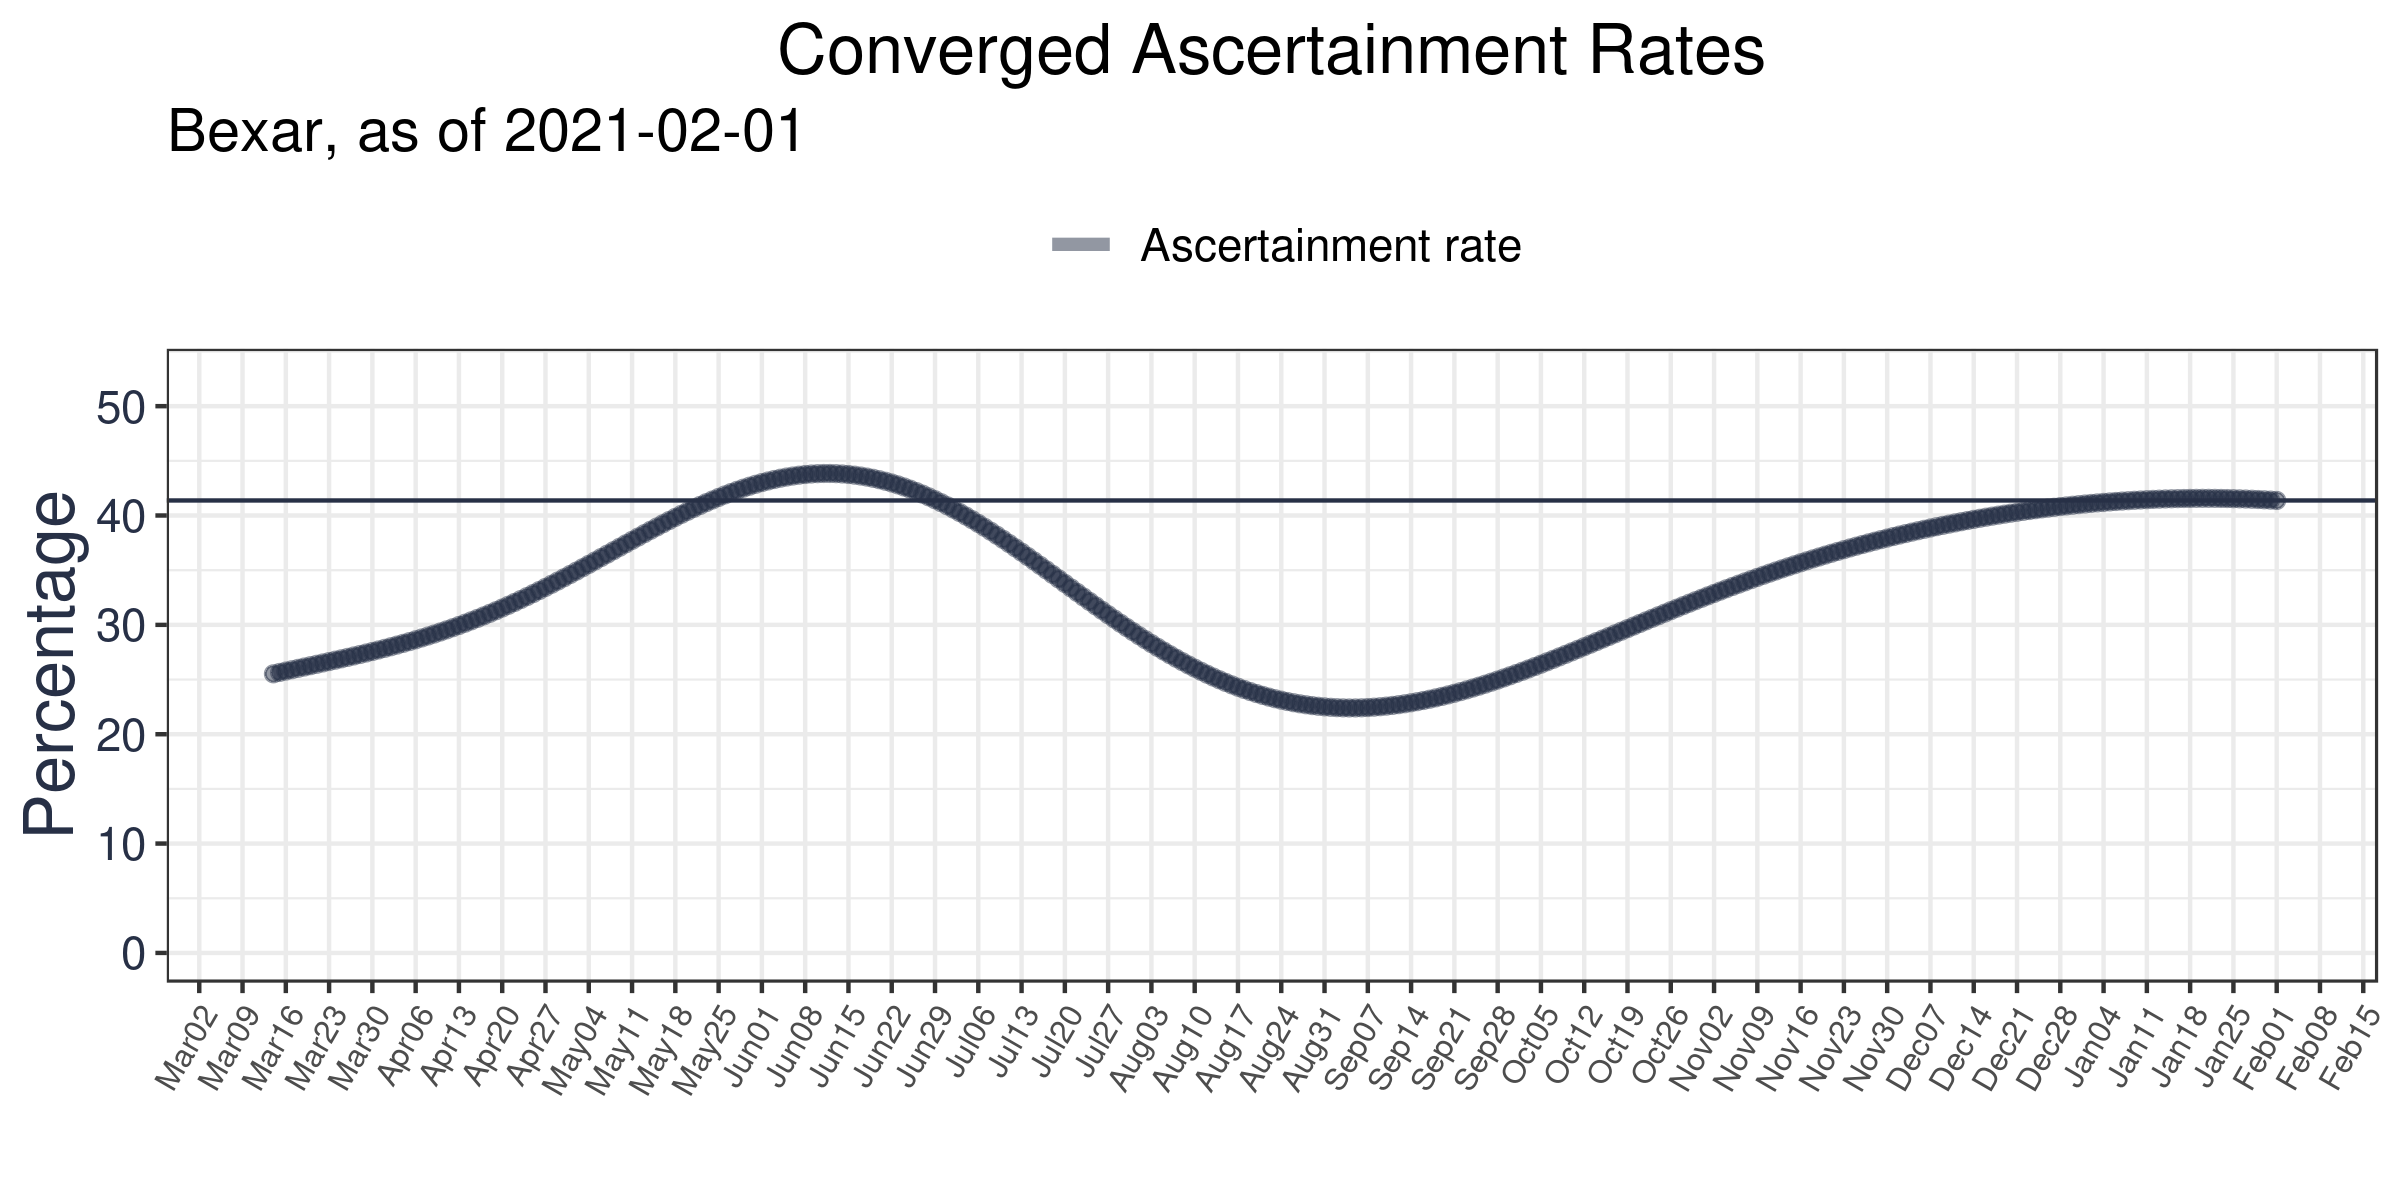 Converged Ascertainment Rates
Bexar, as of 2021-02-01
Ascertainment rate
Percentage
50
40
30
20
10
0
Mar02 Mar09 Mar16 Mar23 Mar30 Apr06 Apr13 Apr20 Apr27 May04 May11 May18 May25 Jun01 Jun08 Jun15 Jun22 Jun29 Jul06 Jul13 Jul20 Jul27 Aug03 Aug10 Aug17 Aug24 Aug31 Sep07 Sep14 Sep21 Sep28 Oct05 Oct12 Oct19 Oct26 Nov02 Nov09 Nov16 Nov23 Nov30 Dec07 Dec14 Dec21 Dec28 Jan04 Jan11 Jan18 Jan25 Feb01 Feb08 Feb15